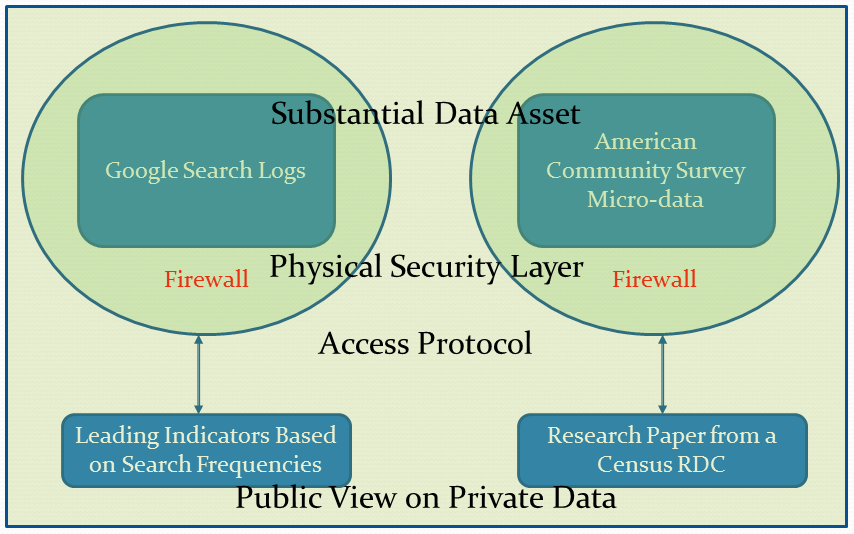 Substantial Data Asset
Google Search Logs
American
Community Survey
Micro-data
Physical Security Layer
Firewall
Firewall
Access Protocol
Leading Indicators Based
on Search Frequencies
Research Paper from a
Census RDC
Public View on Private Data